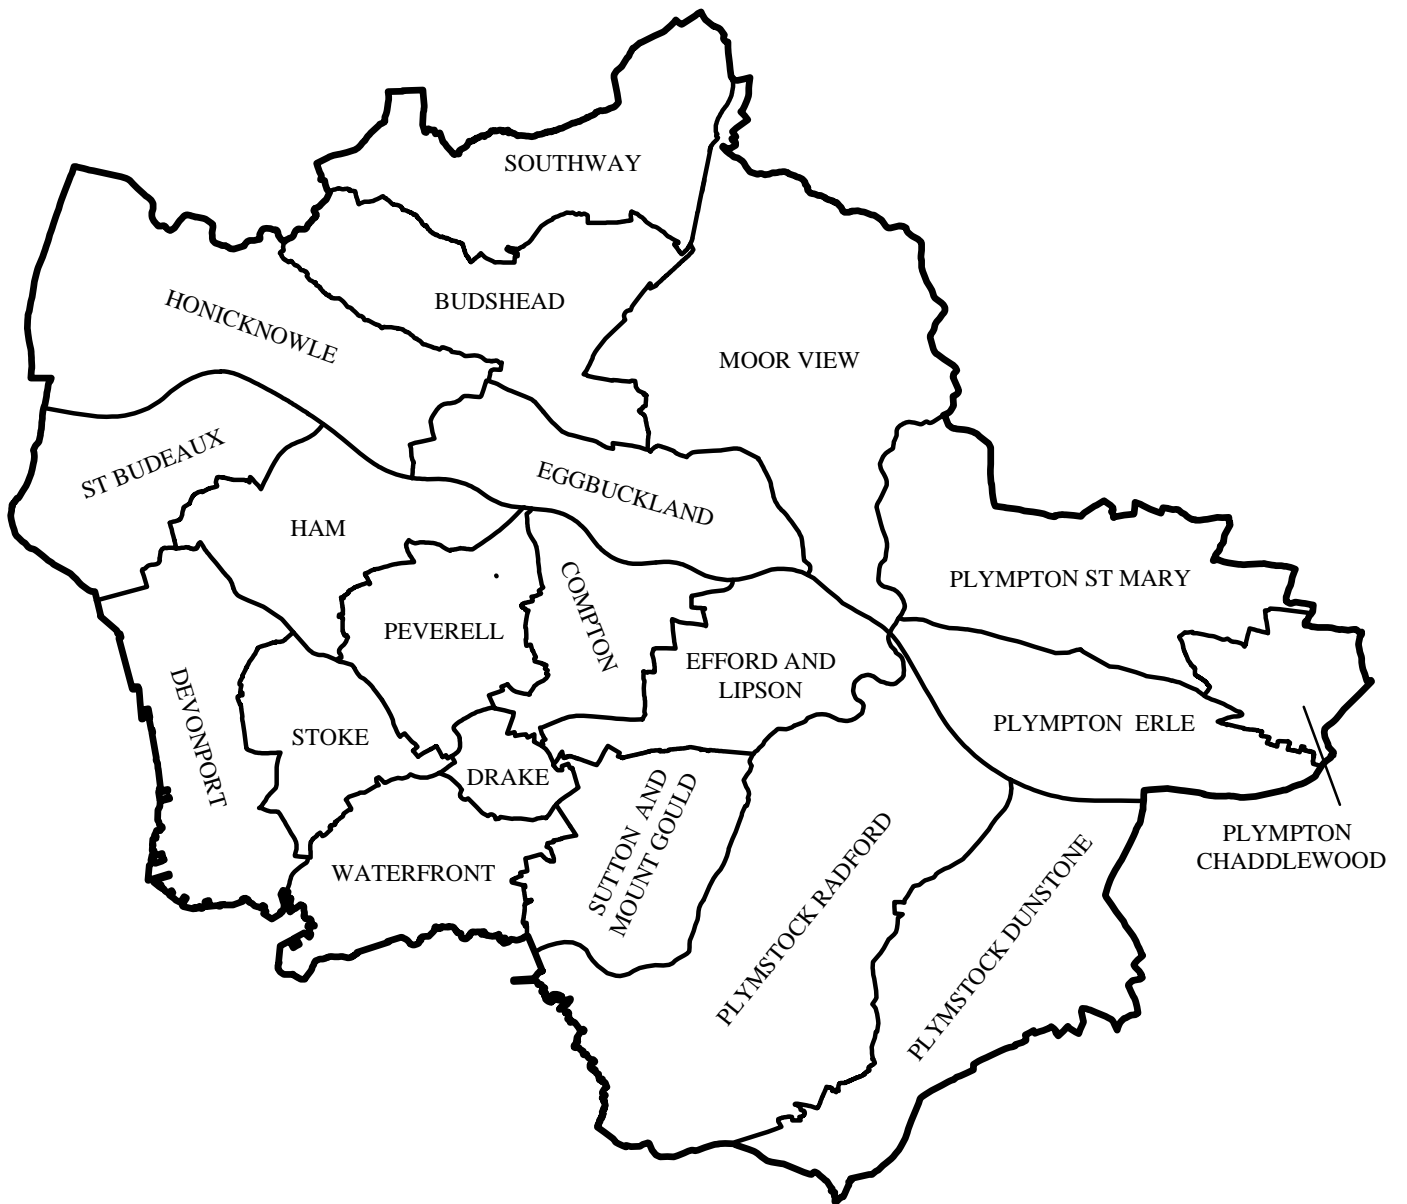 SOUTHWAY
BUDSHEAD
HONICKNOWLE
MOOR VIEW
ST BUDEAUX
EGGBUCKLAND
HAM
COMPTON
PLYMPTON ST MARY
PEVERELL
EFFORD AND
LIPSON
DEVONPORT
STOKE
PLYMPTON ERLE
DRAKE
SUTTON AND
MOUNT GOULD
PLYMPTON
CHADDLEWOOD
WATERFRONT
PLYMSTOCK RADFORD
PLYMSTOCK DUNSTONE